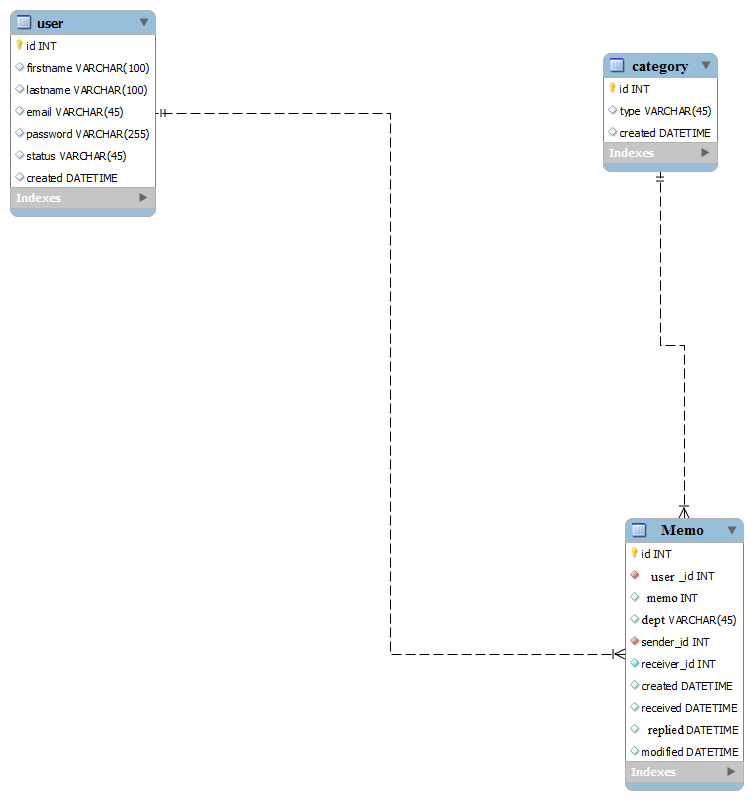 user
id INT
firstname VARCHAR(100)
lastname VARCHAR(100)
email VARCHAR(45)
password VARCHAR(255)
status VARCHAR(45)
created DATETIME
Indexes
category
id INT
type VARCHAR(45)
created DATETIME
Indexes
Memo
id INT
user _id INT
memo INT
dept VARCHAR(45)
sender_id INT
receiver_id INT
created DATETIME
received DATETIME
replied DATETIME
modified DATETIME
Indexes